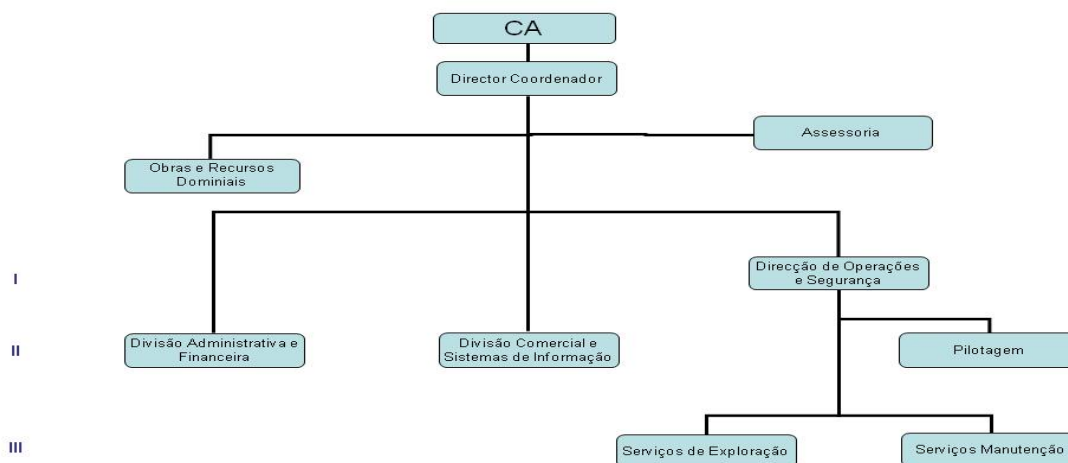 CA
Director Coordenador
Assessoria
Obras e Recursos
Dominiais
I
Direcção de Operações
e Segurança
II
Divisão Administrativa e
Financeira
Divisão Comercial e
Sistemas de Informação
Pilotagem
III
Serviços de Exploração
Serviços Manutenção